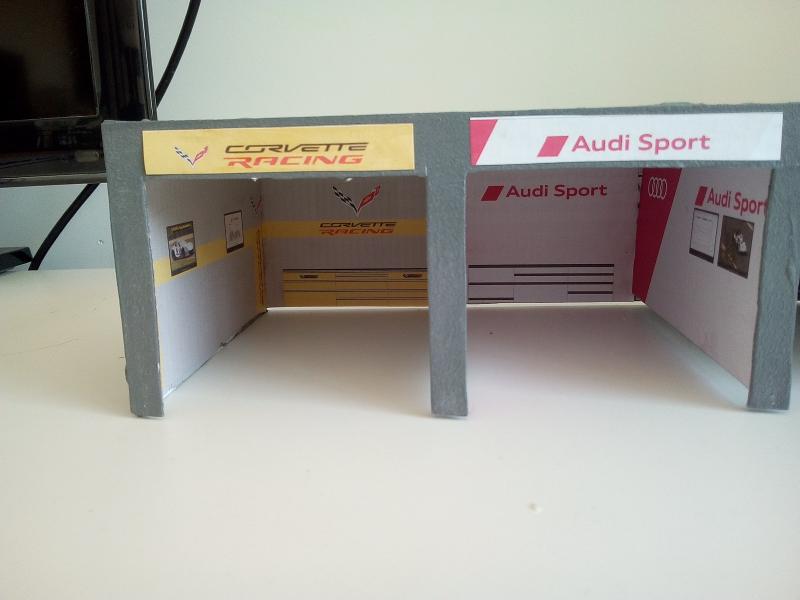 CORVETTE
RACING
Audi Sport
CORVETTE
RACING
Audi Sport
Audi Sport